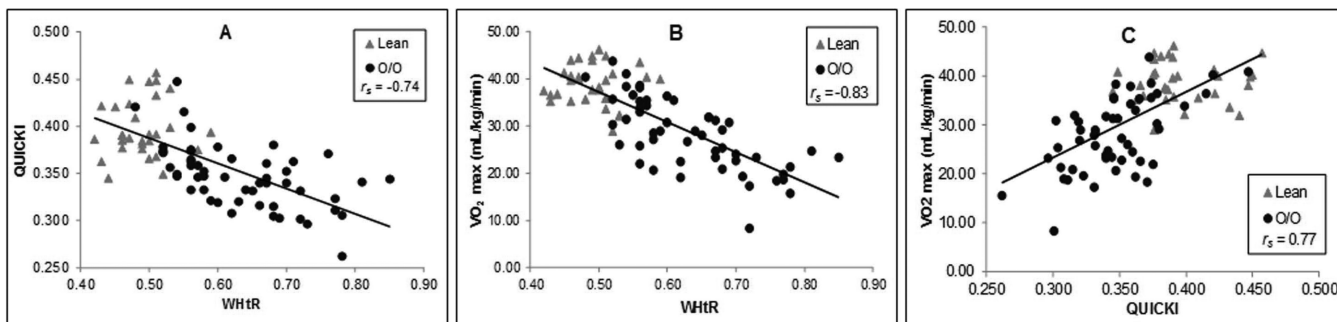 A
Lean
O/O
rs = -0.74
QUICKI
0.500
0.450
0.400
0.350
0.300
0.250
0.40
0.50
0.60
0.70
0.80
0.90
WHtR
B
Lean
O/O
rs = -0.83
VO2 max (mL/kg/min)
50.00
40.00
30.00
20.00
10.00
0.00
0.40
0.50
0.60
0.70
0.80
0.90
WHtR
C
Lean
O/O
rs = 0.77
VO2 max (mL/kg/min)
50.00
40.00
30.00
20.00
10.00
0.00
0.250
0.300
0.350
0.400
0.450
0.500
QUICKI